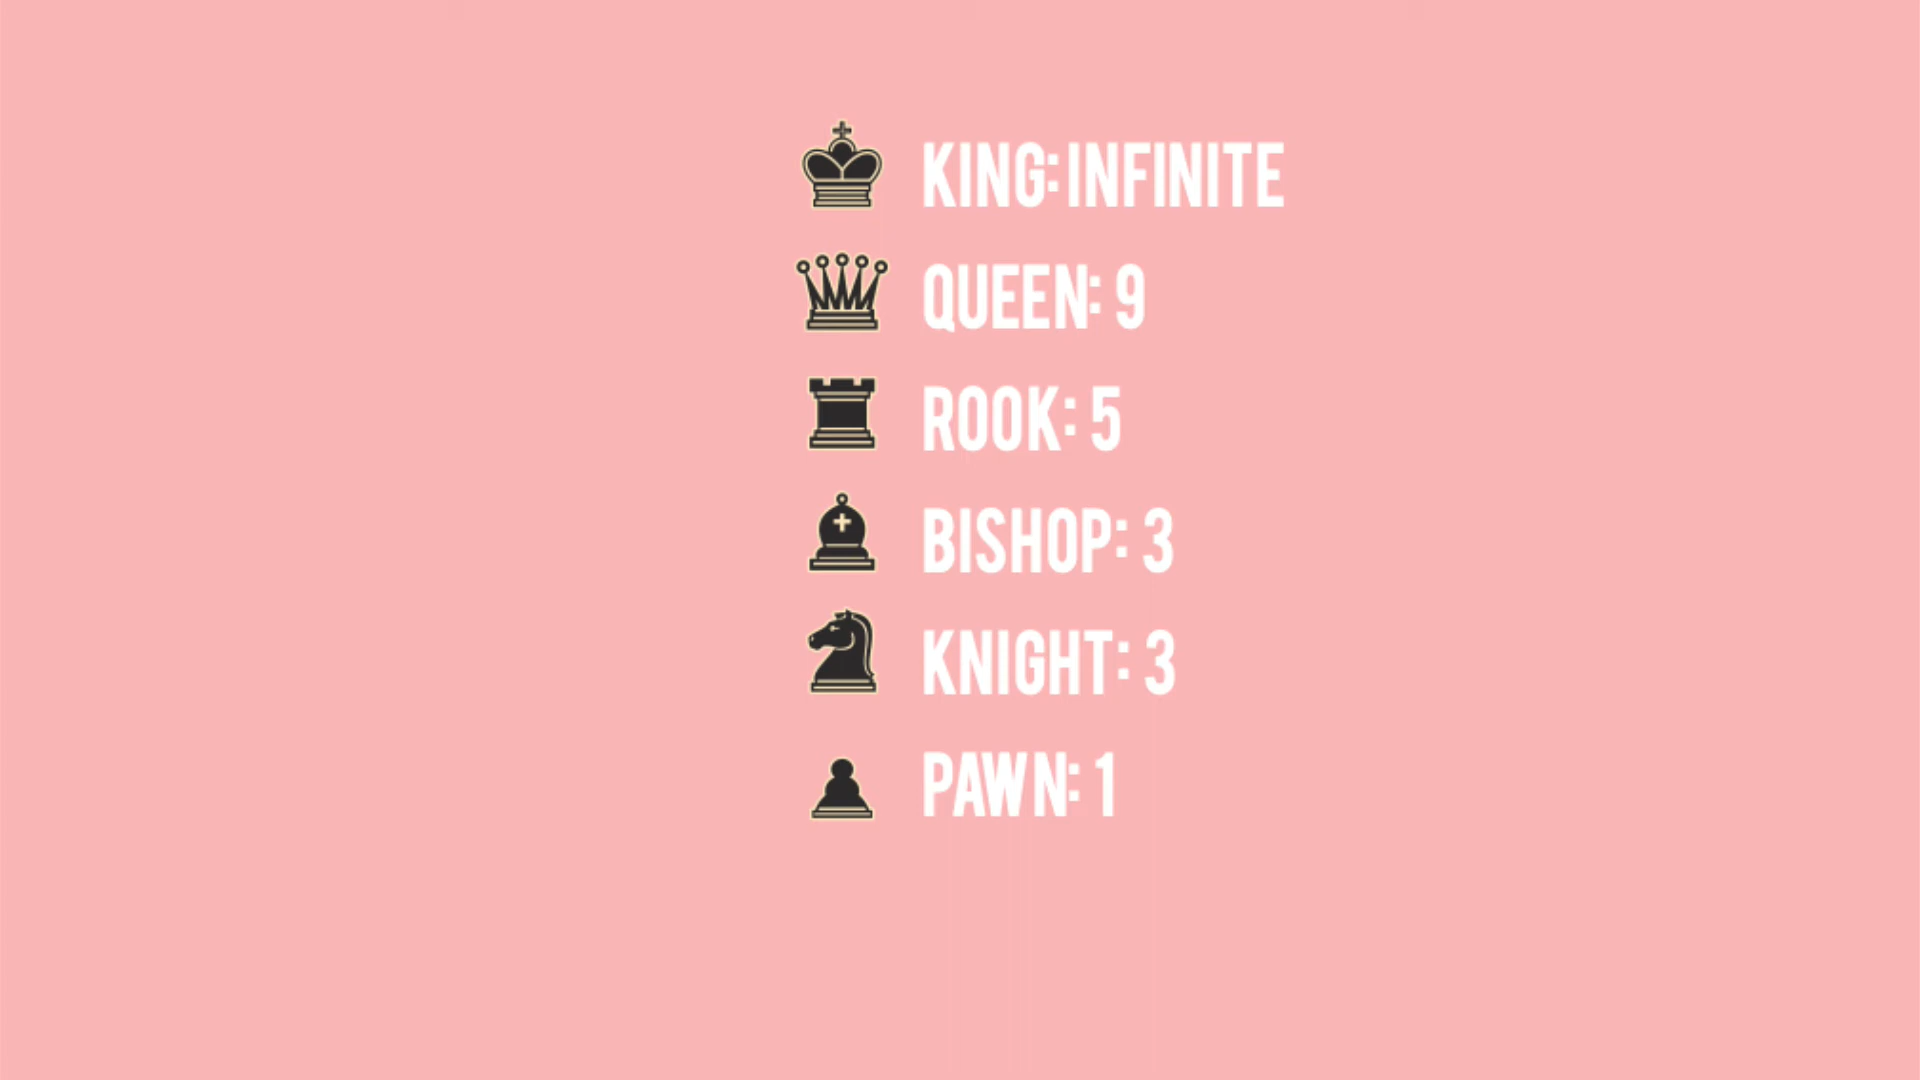 KING: INFINITE
QUEEN: 9
ROOK: 5
BISHOP: 3
KNIGHT: 3
PAWN: 1